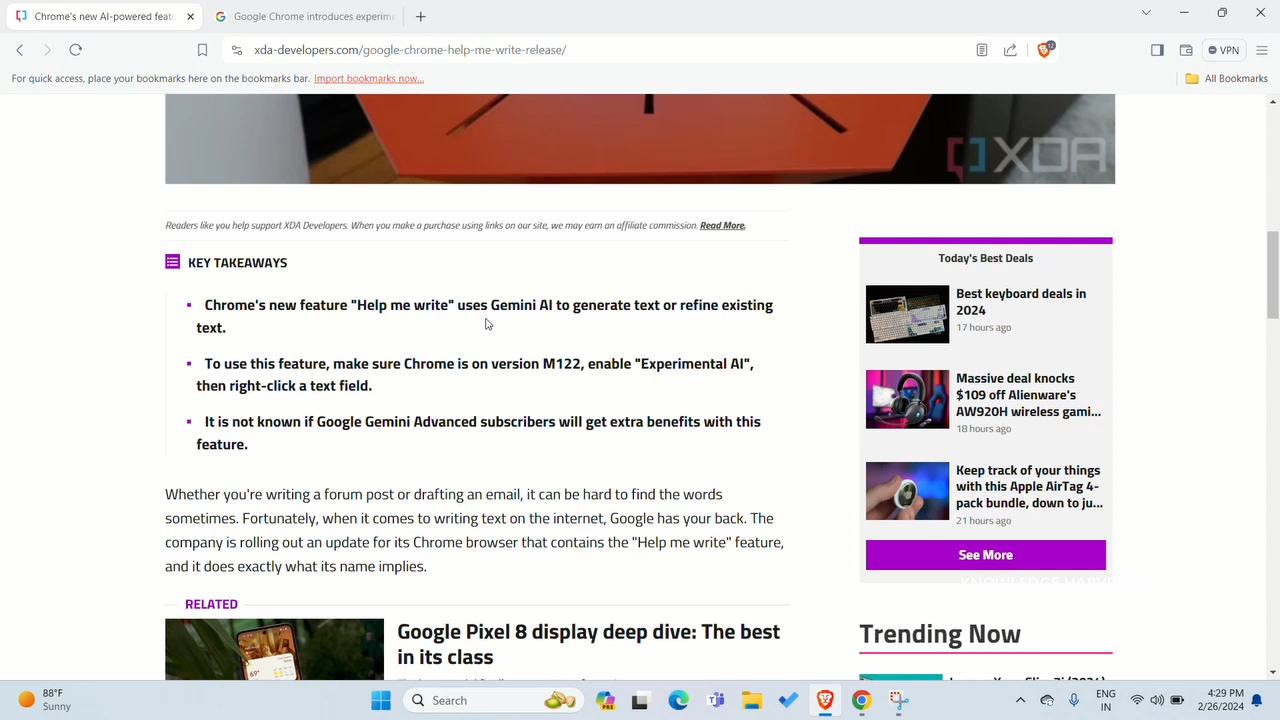 Chrome's new AI-powered featu
Google Chrome introduces experim
xda-developers.com/google-chrome-help-me-write-release/
12
VPN
For quick access, place your bookmarks here on the bookmarks bar. Import bookmarks now...
All Bookmarks
XDA
Readers like you help support XDA Developers. When you make a purchase using links on our site, we may earn an affiliate commission. Read More.
KEY TAKEAWAYS
Chrome's new feature "Help me write" uses Gemini AI to generate text or refine existing
text.
To use this feature, make sure Chrome is on version M122, enable "Experimental AI",
then right-click a text field.
It is not known if Google Gemini Advanced subscribers will get extra benefits with this
feature.
Whether you're writing a forum post or drafting an email, it can be hard to find the words
sometimes. Fortunately, when it comes to writing text on the internet, Google has your back. The
company is rolling out an update for its Chrome browser that contains the "Help me write" feature,
and it does exactly what its name implies.
RELATED
Google Pixel 8 display deep dive: The best
in its class
Today's Best Deals
Best keyboard deals in
2024
17 hours ago
Massive deal knocks
$109 off Alienware's
AW920H wireless gami...
18 hours ago
Keep track of your things
with this Apple AirTag 4-
pack bundle, down to ju...
21 hours ago
See More
KNOWLEDGE HARVE
Trending Now
88°F
Sunny
Search
PRE
ENG
IN
4:29 PM
2/26/2024